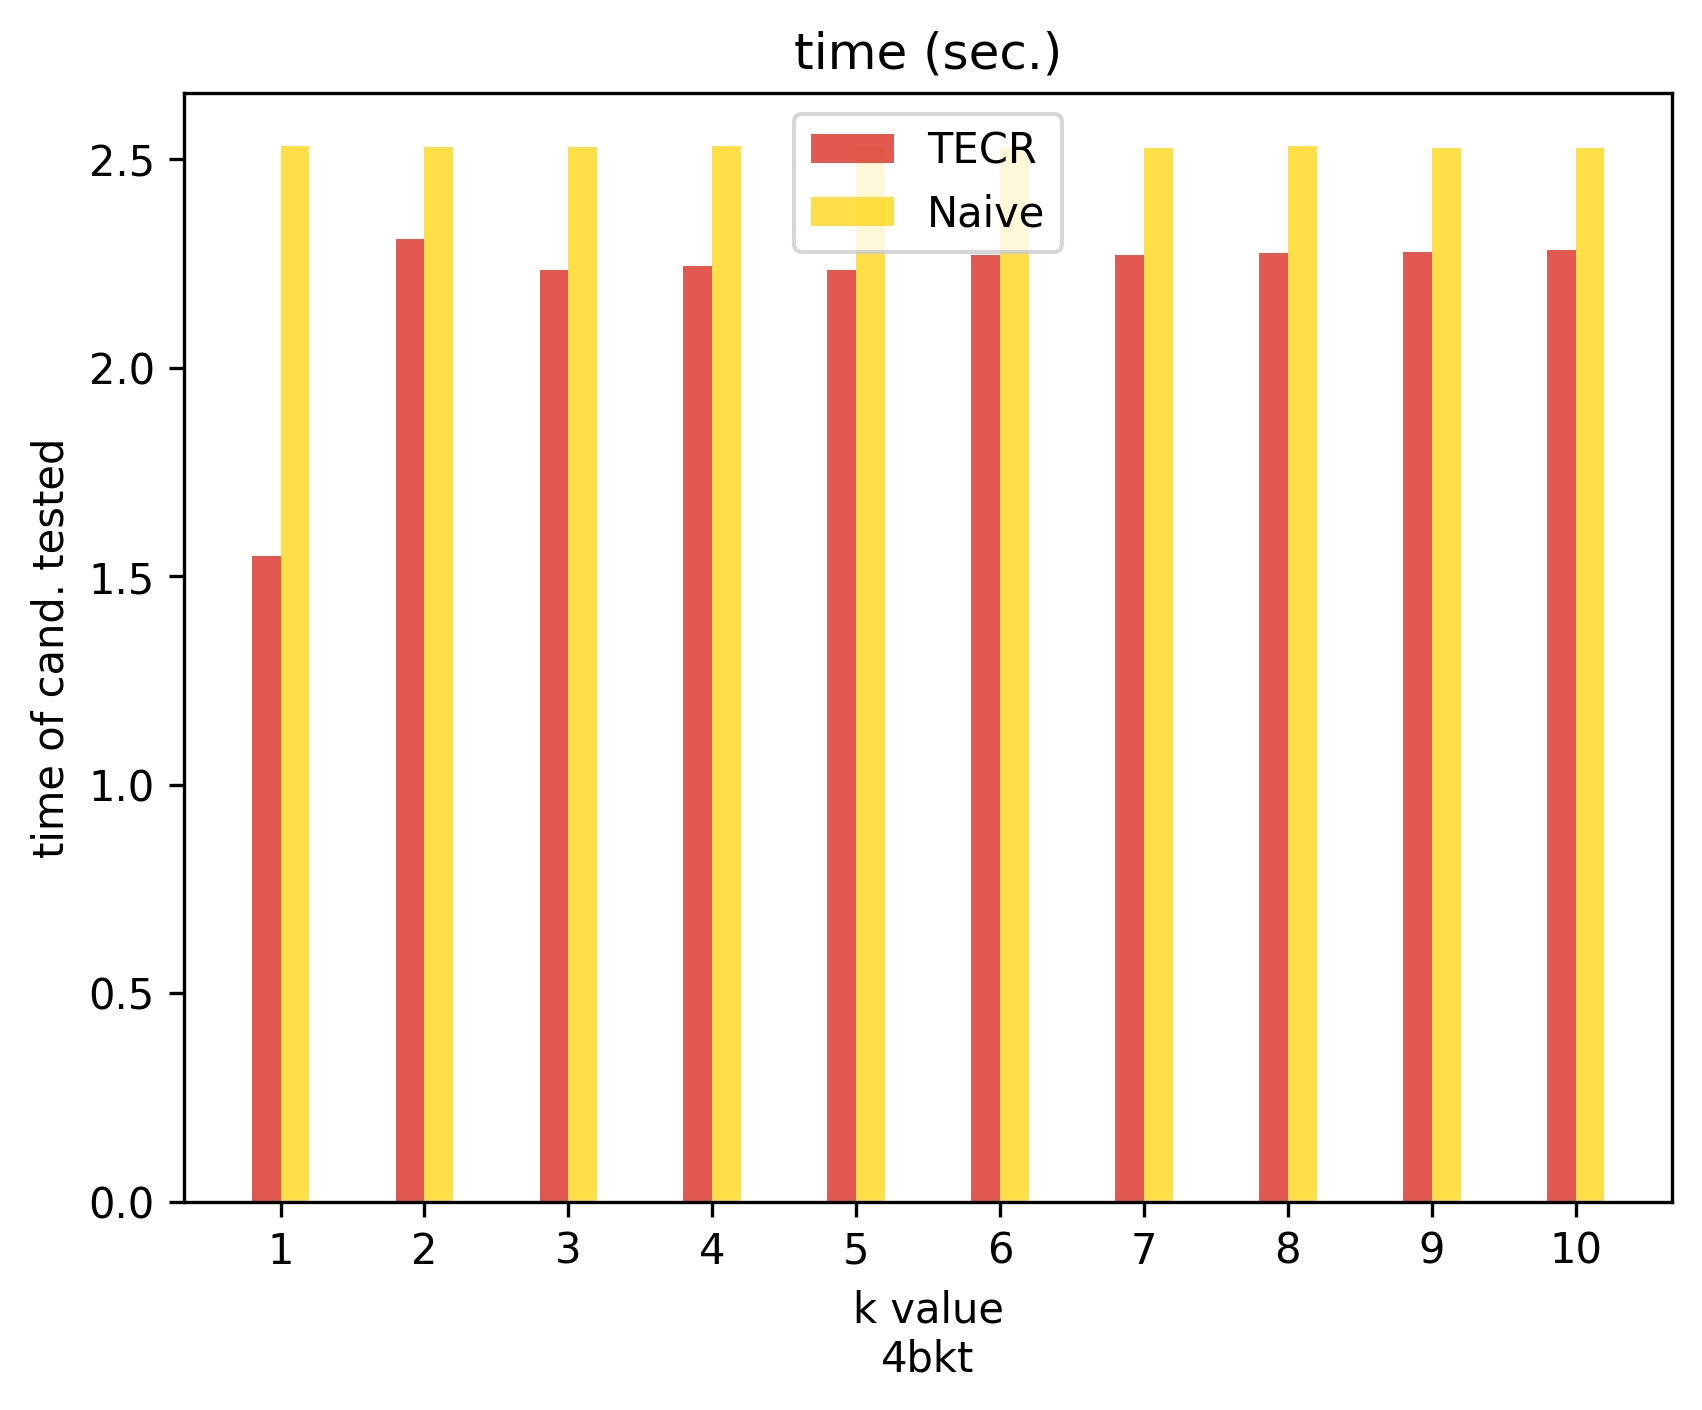 time (sec.)
TECR
Naive
time of cand. tested
2.5
2.0
1.5
1.0
0.5
0.0
1 2 3 4 5 6 7 8 9 10
k value
4bkt